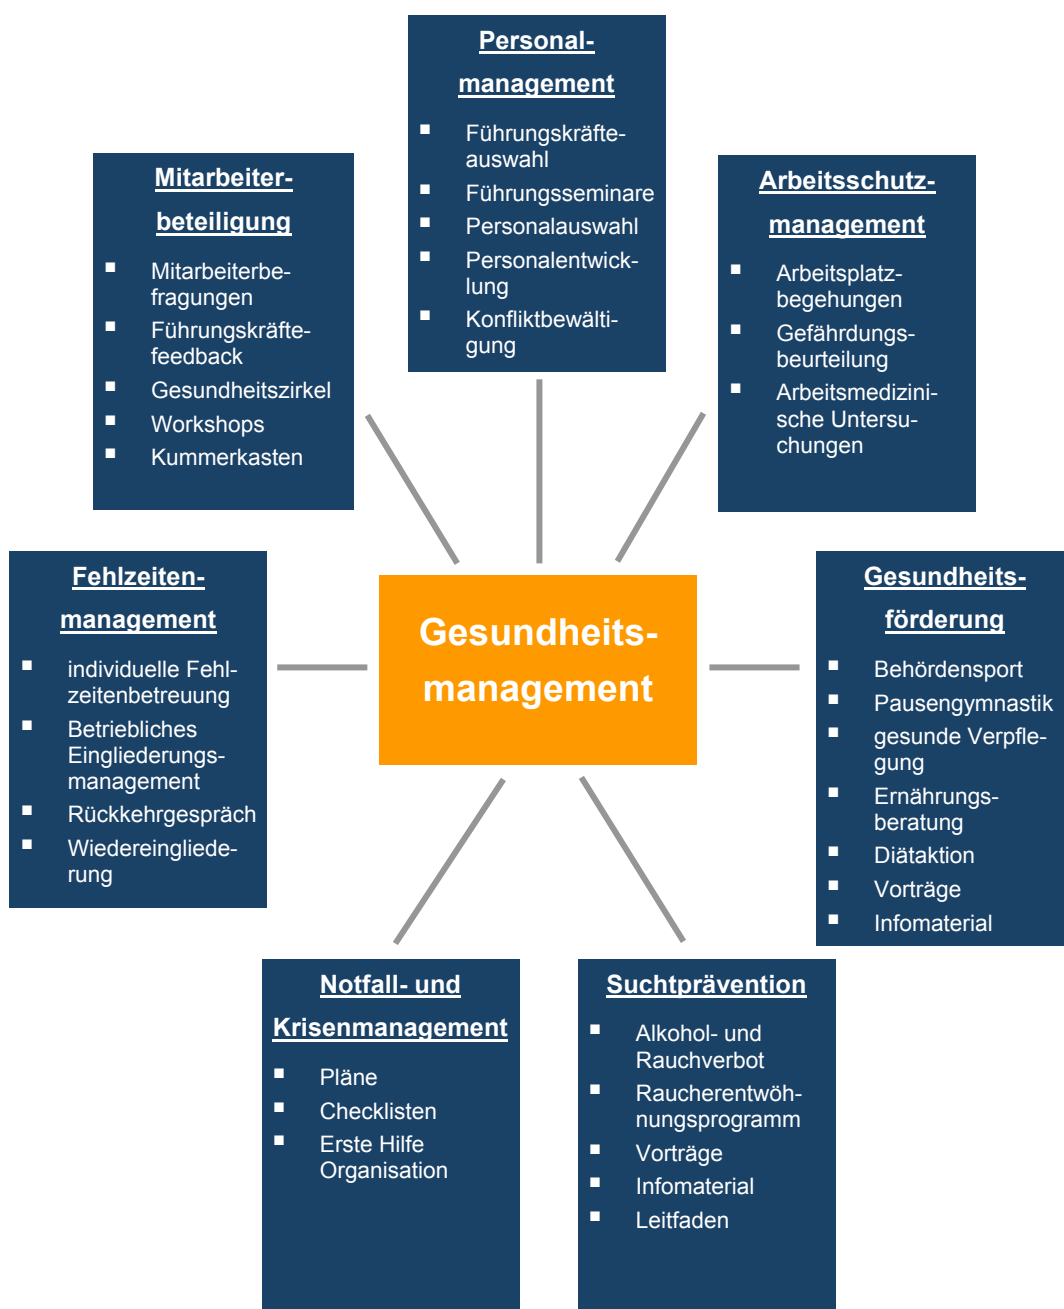 Personal-
management
Führungskräfte-
auswahl
Führungsseminare
Personalauswahl
Personalentwick-
lung
Konfliktbewälti-
gung
Mitarbeiter-
beteiligung
Mitarbeiterbe-
fragungen
Führungskräfte-
feedback
Gesundheitszirkel
Workshops
Kummerkasten
Arbeitsschutz-
management
Arbeitsplatz-
begehungen
Gefährdungs-
beurteilung
Arbeitsmedizini-
sche Untersu-
chungen
Fehlzeiten-
management
individuelle Fehl-
zeitenbetreuung
Betriebliches
Eingliederungs-
management
Rückkehrgespräch
Wiedereingliede-
rung
Gesundheits-
management
Gesundheits-
förderung
Behördensport
Pausengymnastik
gesunde Verpfle-
gung
Ernährungs-
beratung
Diätaktion
Vorträge
Infomaterial
Notfall- und
Krisenmanagement
Pläne
Checklisten
Erste Hilfe
Organisation
Suchtprävention
Alkohol- und
Rauchverbot
Raucherentwöh-
nungsprogramm
Vorträge
Infomaterial
Leitfaden